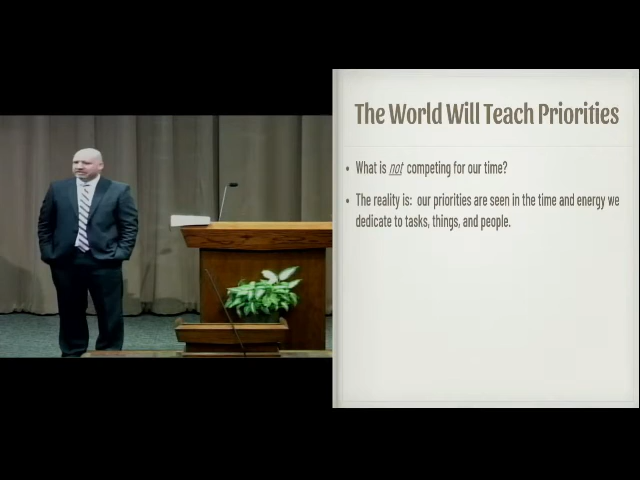 The World Will Teach Priorities
• What is not competing for our time?
• The reality is: our priorities are seen in the time and energy we
dedicate to tasks, things, and people.